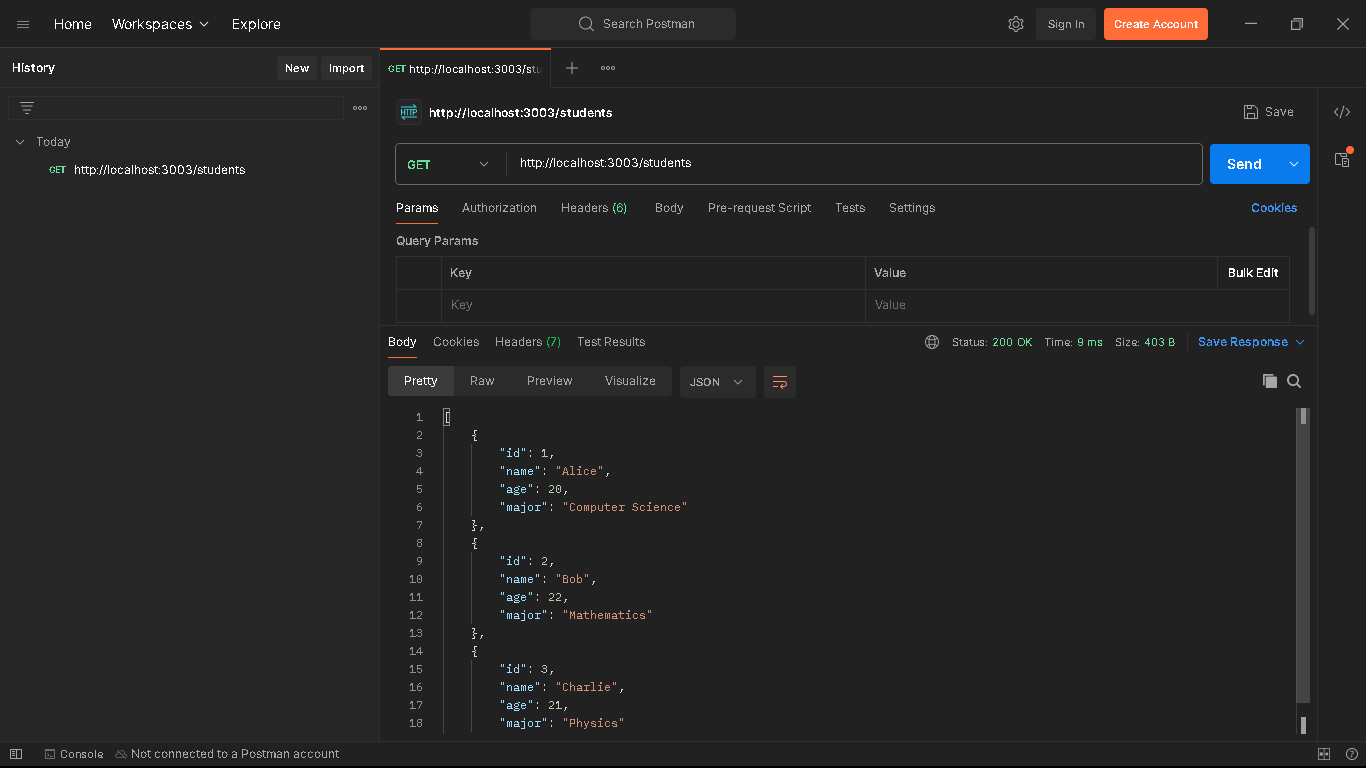 Home Workspaces Explore Search Postman Sign In Create Account
History New Import
GET http://localhost:3003/stu
Today
GET http://localhost:3003/students
HTTP http://localhost:3003/students Save
GET http://localhost:3003/students Send
Params Authorization Headers (6) Body Pre-request Script Tests Settings Cookies
Query Params
Key Value Bulk Edit
Key Value
Body Cookies Headers (7) Test Results Status: 200 OK Time: 9 ms Size: 403 B Save Response
Pretty Raw Preview Visualize JSON
1 [
2 {
3 "id": 1,
4 "name": "Alice",
5 "age": 20,
6 "major": "Computer Science"
7 },
8 {
9 "id": 2,
10 "name": "Bob",
11 "age": 22,
12 "major": "Mathematics"
13 },
14 {
15 "id": 3,
16 "name": "Charlie",
17 "age": 21,
18 "major": "Physics"
Console Not connected to a Postman account